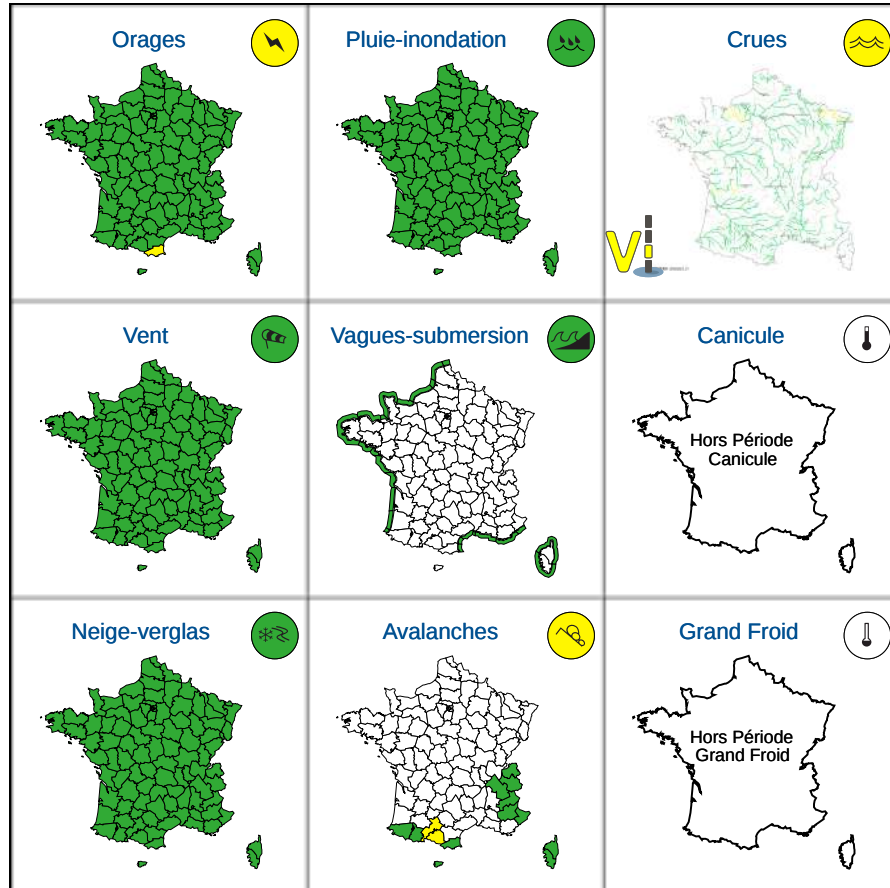 Orages
Pluie-inondation
Crues
V
Vent
Vagues-submersion
Canicule
Hors Période
Canicule
Neige-verglas
Avalanches
Grand Froid
Hors Période
Grand Froid